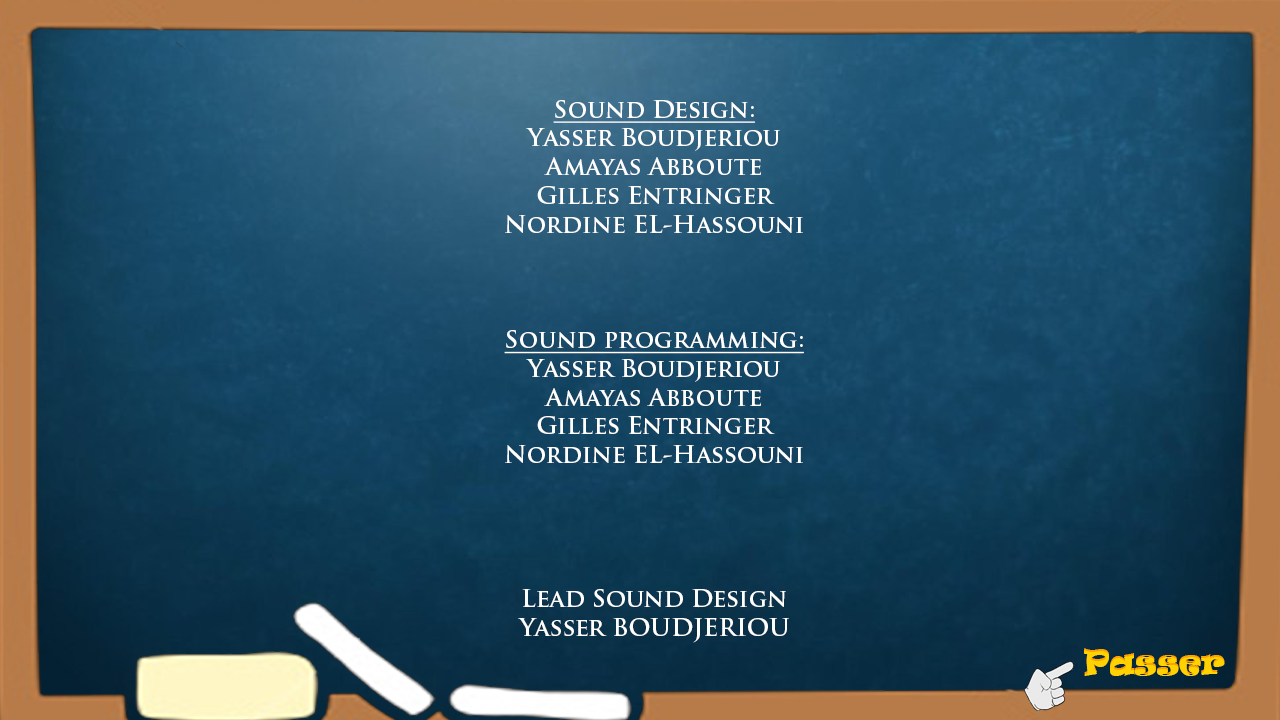 Sound Design:
Yasser Boudjeriou
Amayas Abboute
Gilles Entringer
Nordine EL-Hassouni
Sound programming:
Yasser Boudjeriou
Amayas Abboute
Gilles Entringer
Nordine EL-Hassouni
Lead Sound Design
Yasser BOUDJERIOU
Passer